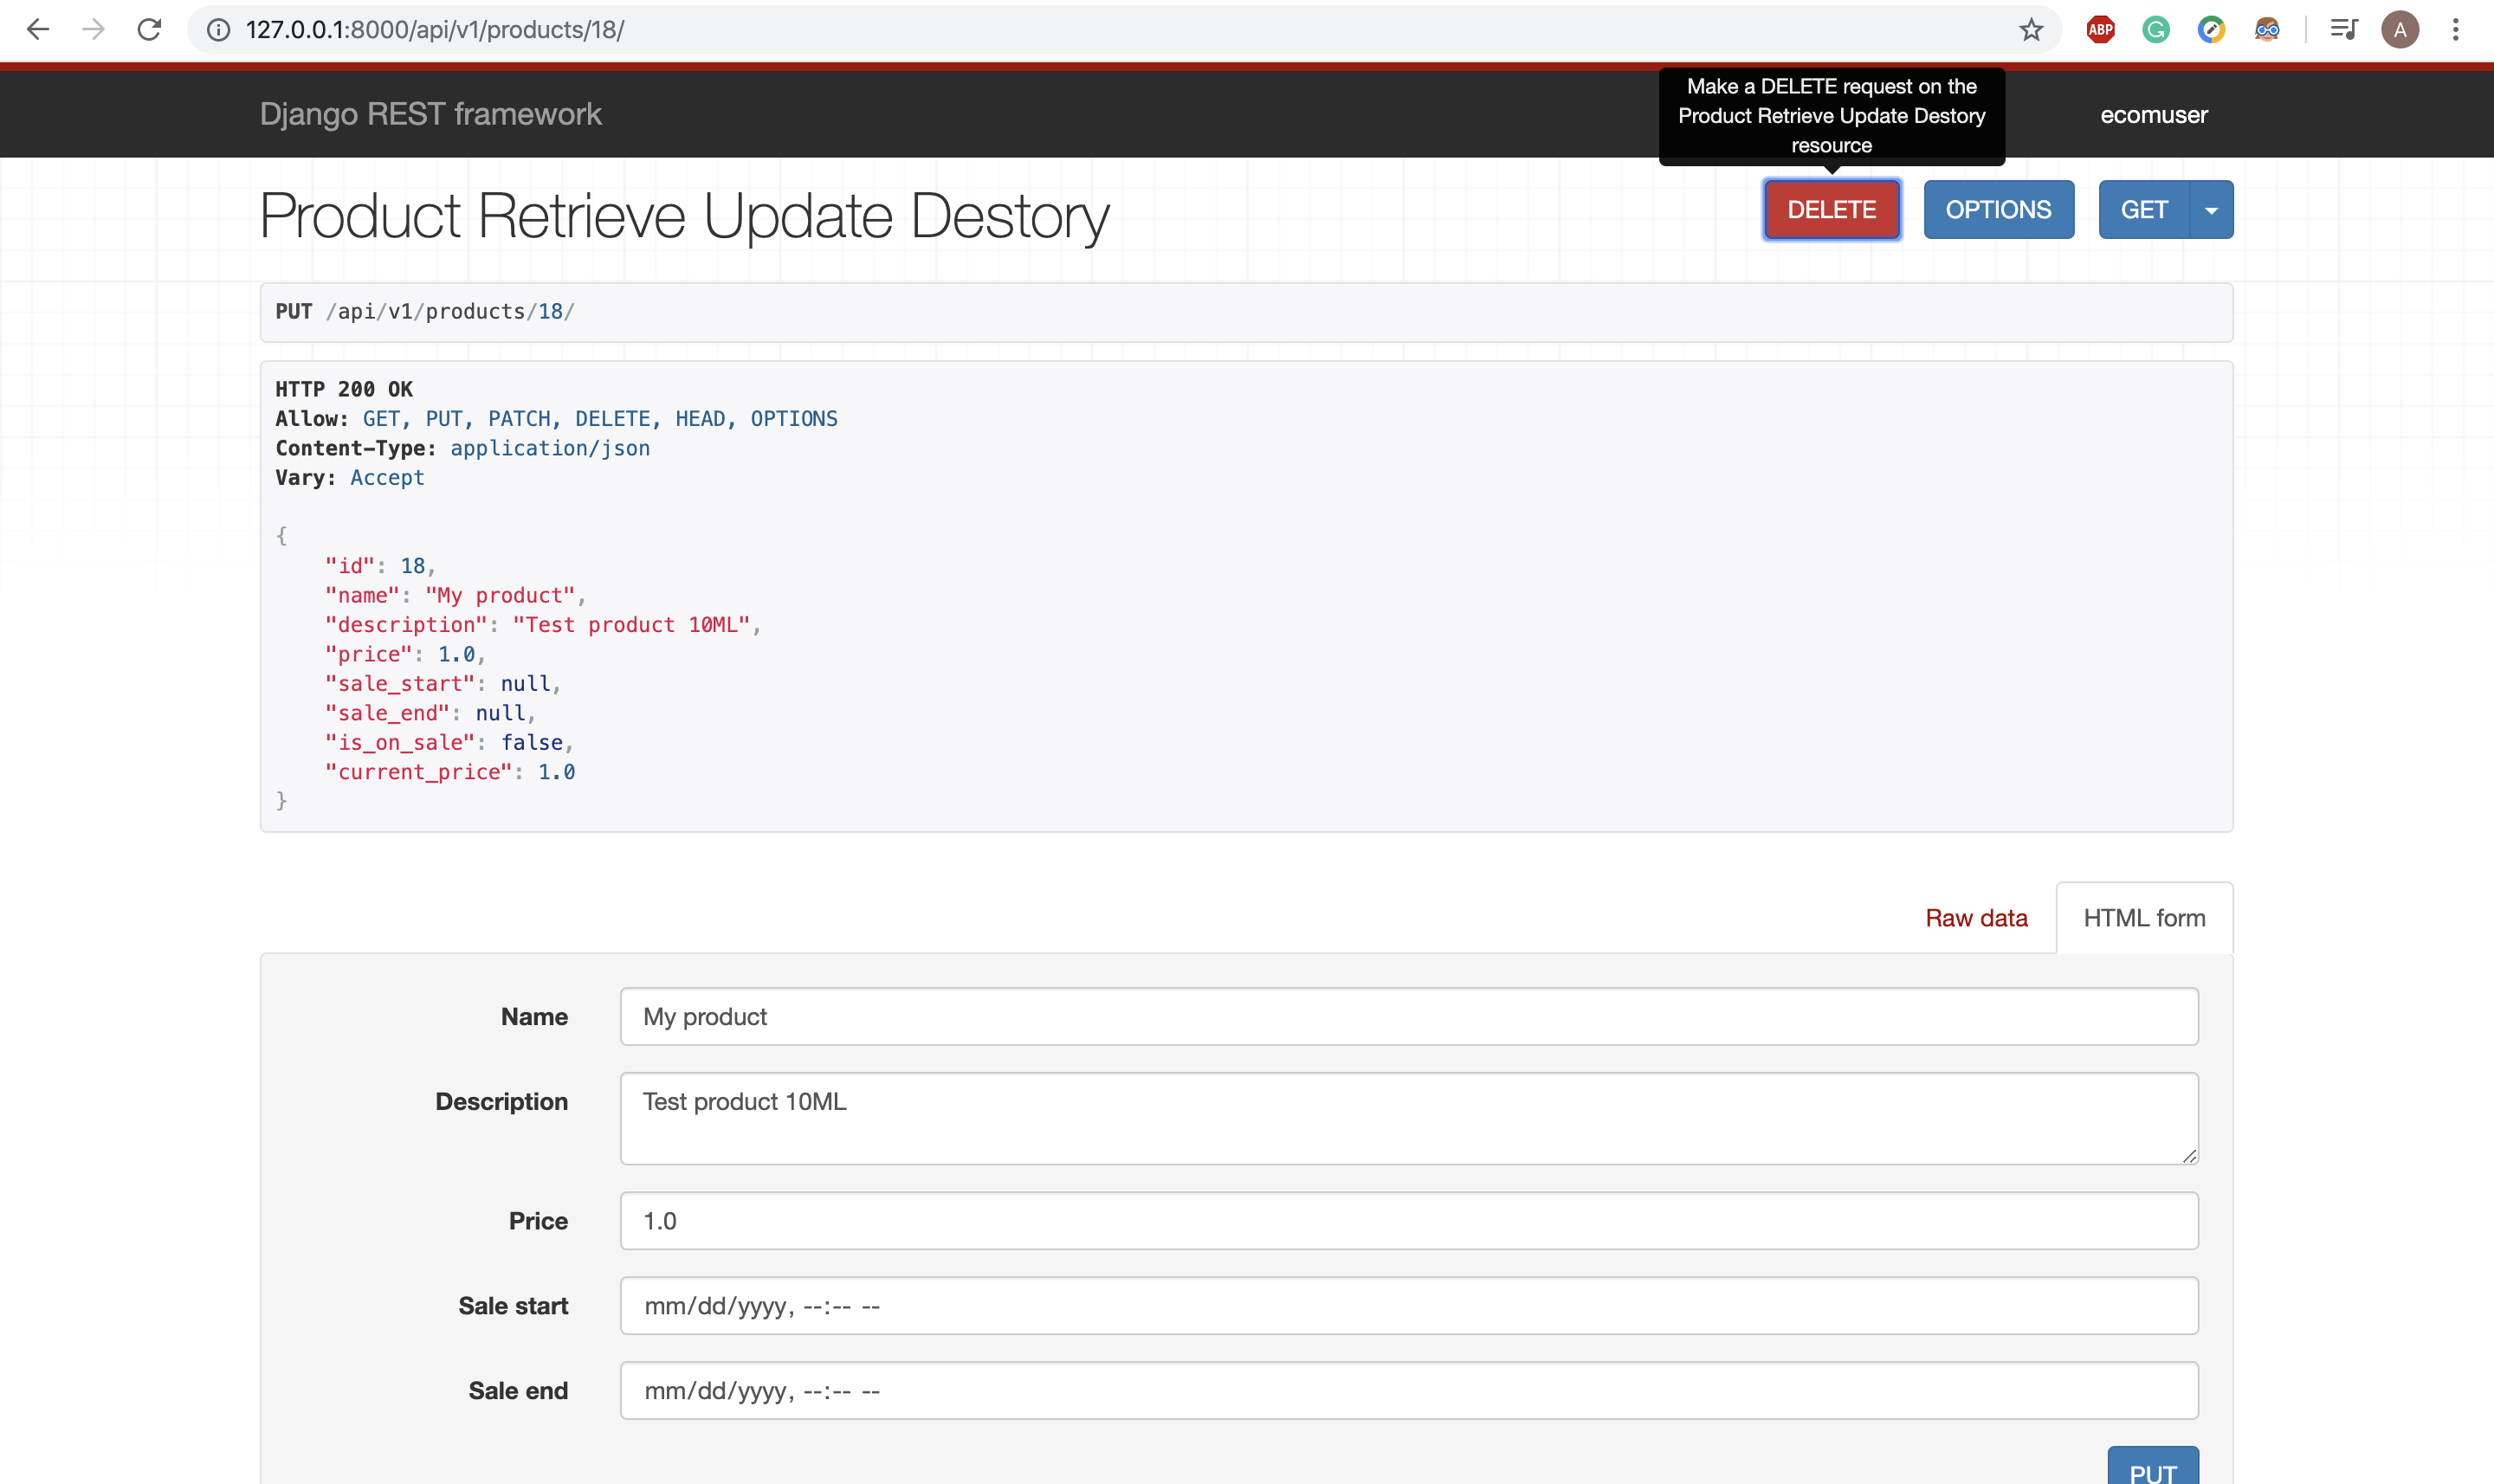 127.0.0.1:8000/api/v1/products/18/
ABP
A
Django REST framework
Make a DELETE request on the
Product Retrieve Update Destory
resource
ecomuser
Product Retrieve Update Destory
DELETE
OPTIONS
GET
PUT /api/v1/products/18/
HTTP 200 OK
Allow: GET, PUT, PATCH, DELETE, HEAD, OPTIONS
Content-Type: application/json
Vary: Accept
{
"id": 18,
"name": "My product",
"description": "Test product 10ML",
"price": 1.0,
"sale_start": null,
"sale_end": null,
"is_on_sale": false,
"current_price": 1.0
}
Raw data
HTML form
Name
My product
Description
Test product 10ML
Price
1.0
Sale start
mm/dd/yyyy, --:-- --
Sale end
mm/dd/yyyy, --:-- --
PUT